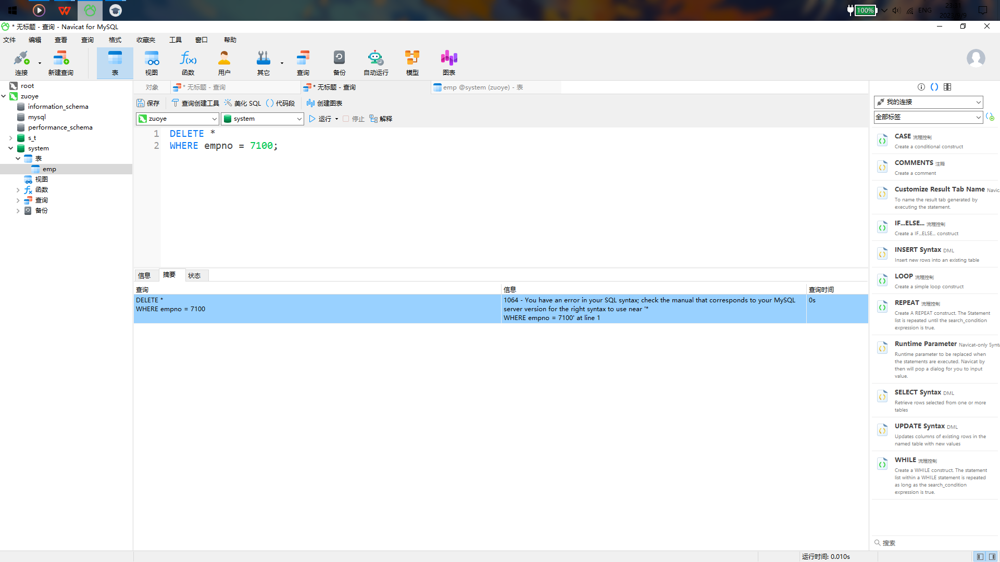 100%
ENG
23:31
2023/9/9
* 无标题 - 查询 - Navicat for MySQL
文件 编辑 查看 查询 格式 收藏夹 工具 窗口 帮助
连接 新建查询 表 视图 函数 用户 其它 查询 备份 自动运行 模型 图表
root
zuoye
information_schema
mysql
performance_schema
s_t
system
表
emp
视图
函数
查询
备份
对象 * 无标题 - 查询 * 无标题 - 查询 emp @system (zuoye) - 表
保存 查询创建工具 美化 SQL 代码段 创建图表
zuoye system 运行 停止 解释
1 DELETE *
2 WHERE empno = 7100;
信息 摘要 状态
查询 信息 查询时间
DELETE *
WHERE empno = 7100
1064 - You have an error in your SQL syntax; check the manual that corresponds to your MySQL
server version for the right syntax to use near '*
WHERE empno = 7100' at line 1
0s
我的连接
全部标签
CASE 流程控制
Create a conditional construct
COMMENTS 注释
Create a comment
Customize Result Tab Name Navic
To name the result tab generated by
executing the statement.
IF...ELSE... 流程控制
Create a IF...ELSE... construct
INSERT Syntax DML
Insert new rows into an existing table
LOOP 流程控制
Create a simple loop construct
REPEAT 流程控制
Create A REPEAT construct. The Statement
list is repeated until the search_condition
expression is true.
Runtime Parameter Navicat-only Synta
Runtime parameter to be replaced when
the statements are executed. Navicat by
then will pop a dialog for you to input
value.
SELECT Syntax DML
Retrieve rows selected from one or more
tables
UPDATE Syntax DML
Updates columns of existing rows in the
named table with new values
WHILE 流程控制
Create a WHILE construct. The statement
list within a WHILE statement is repeated
as long as the search_condition
expression is true.
搜索
运行时间: 0.010s